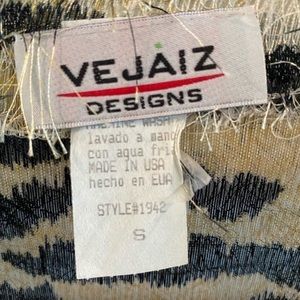 VEJAIZ
DESIGNS
MACHINE WASH
lavado a mano
con agua fria
MADE IN USA
hecho en EUA
STYLE#1942
S